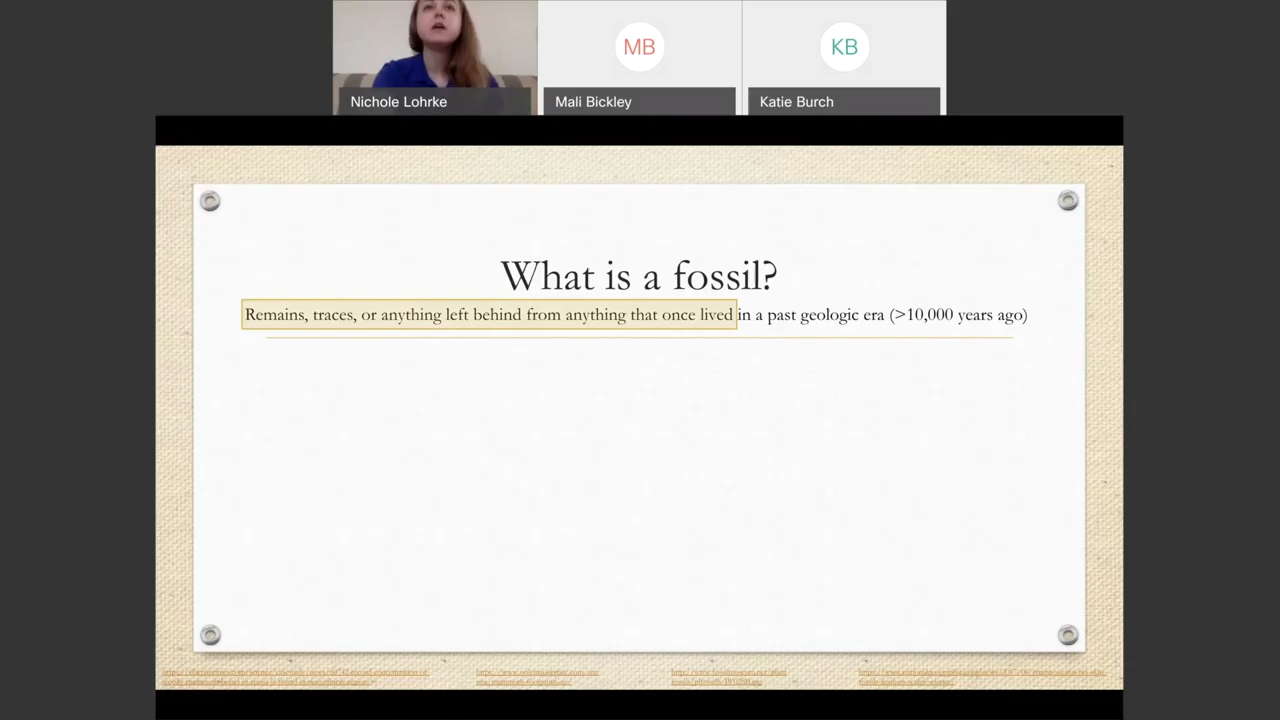 MB
KB
Nichole Lohrke
Mali Bickley
Katie Burch
What is a fossil?
Remains, traces, or anything left behind from anything that once lived in a past geologic era (>10,000 years ago)